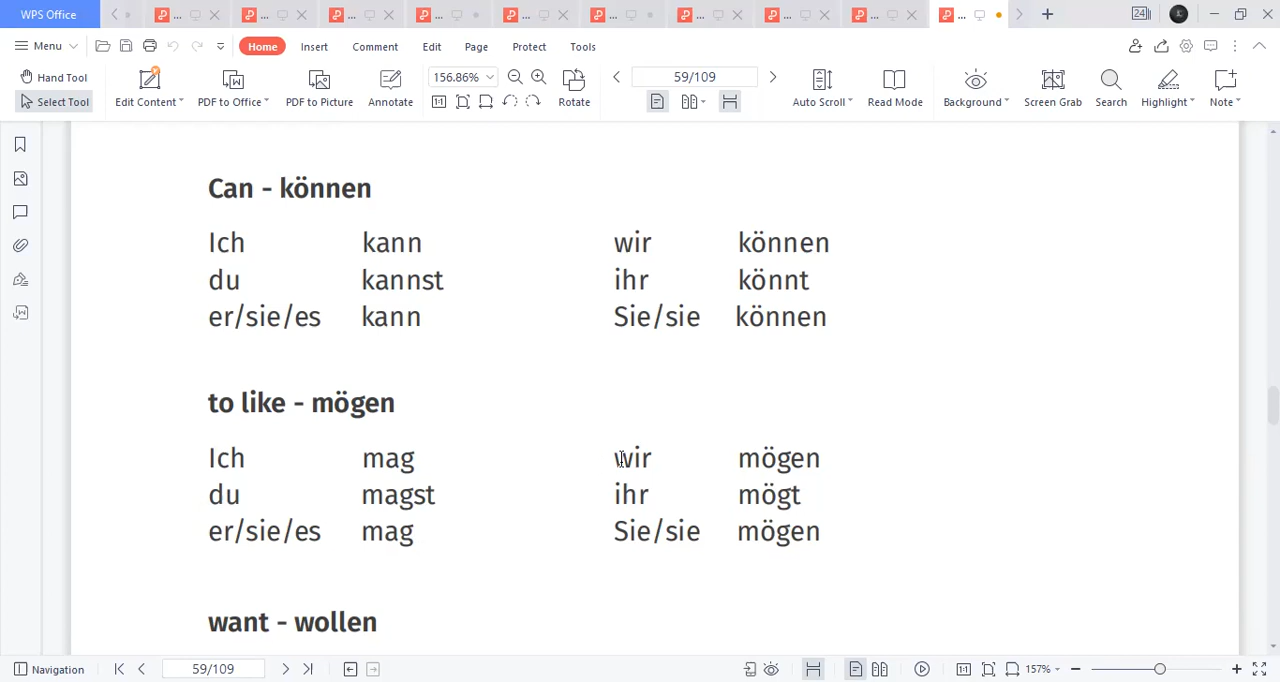 WPS Office
... ... ... ... ... ... ... ... ... ...
Menu Home Insert Comment Edit Page Protect Tools
Hand Tool
Select Tool
Edit Content PDF to Office PDF to Picture Annotate
156.86%
Rotate
59/109
Auto Scroll Read Mode Background Screen Grab Search Highlight Note
Can - können
Ich kann wir können
du kannst ihr könnt
er/sie/es kann Sie/sie können
to like - mögen
Ich mag wir mögen
du magst ihr mögt
er/sie/es mag Sie/sie mögen
want - wollen
Navigation 59/109 157%